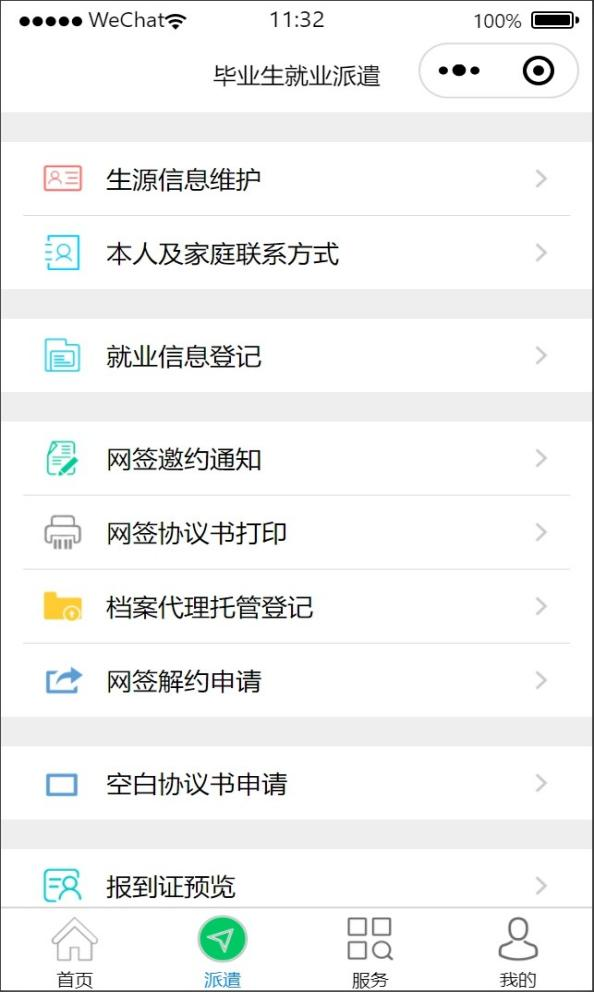 WeChat 11:32 100%
毕业生就业派遣
生源信息维护
本人及家庭联系方式
就业信息登记
网签邀约通知
网签协议书打印
档案代理托管登记
网签解约申请
空白协议书申请
报到证预览
首页 派遣 服务 我的